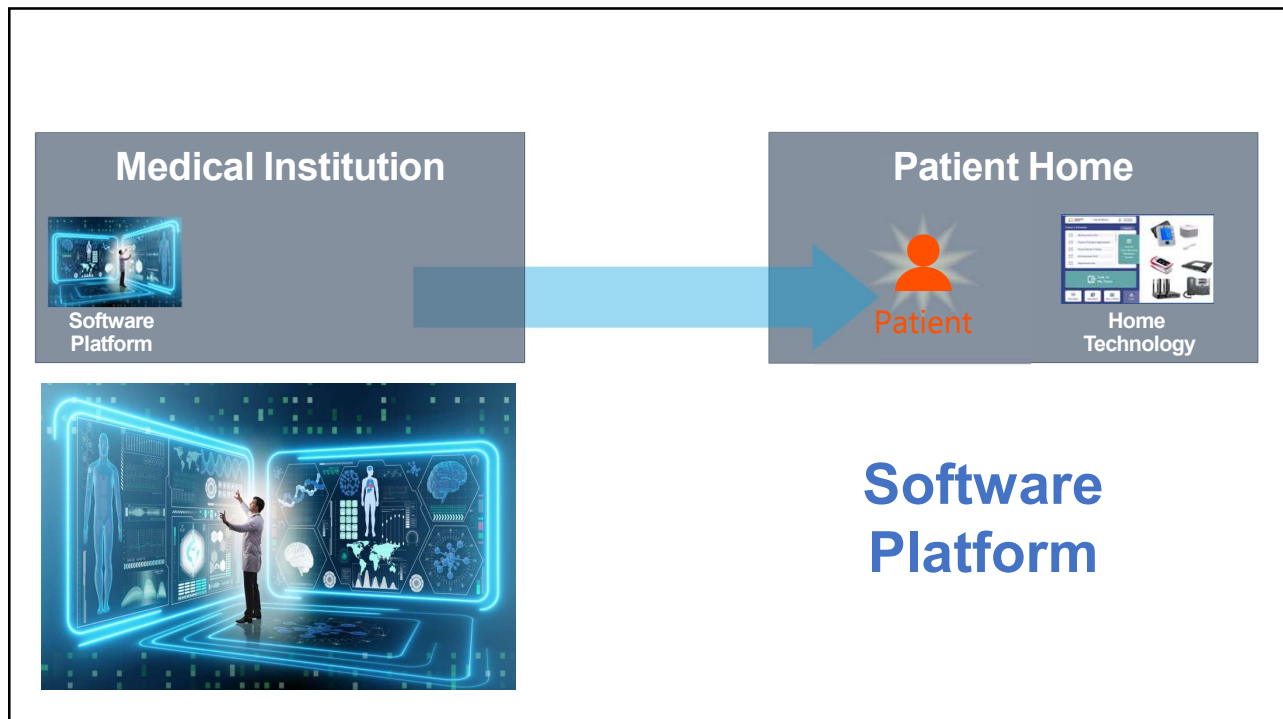 Medical Institution
Software
Platform
Patient Home
Patient
Home
Technology
Software
Platform